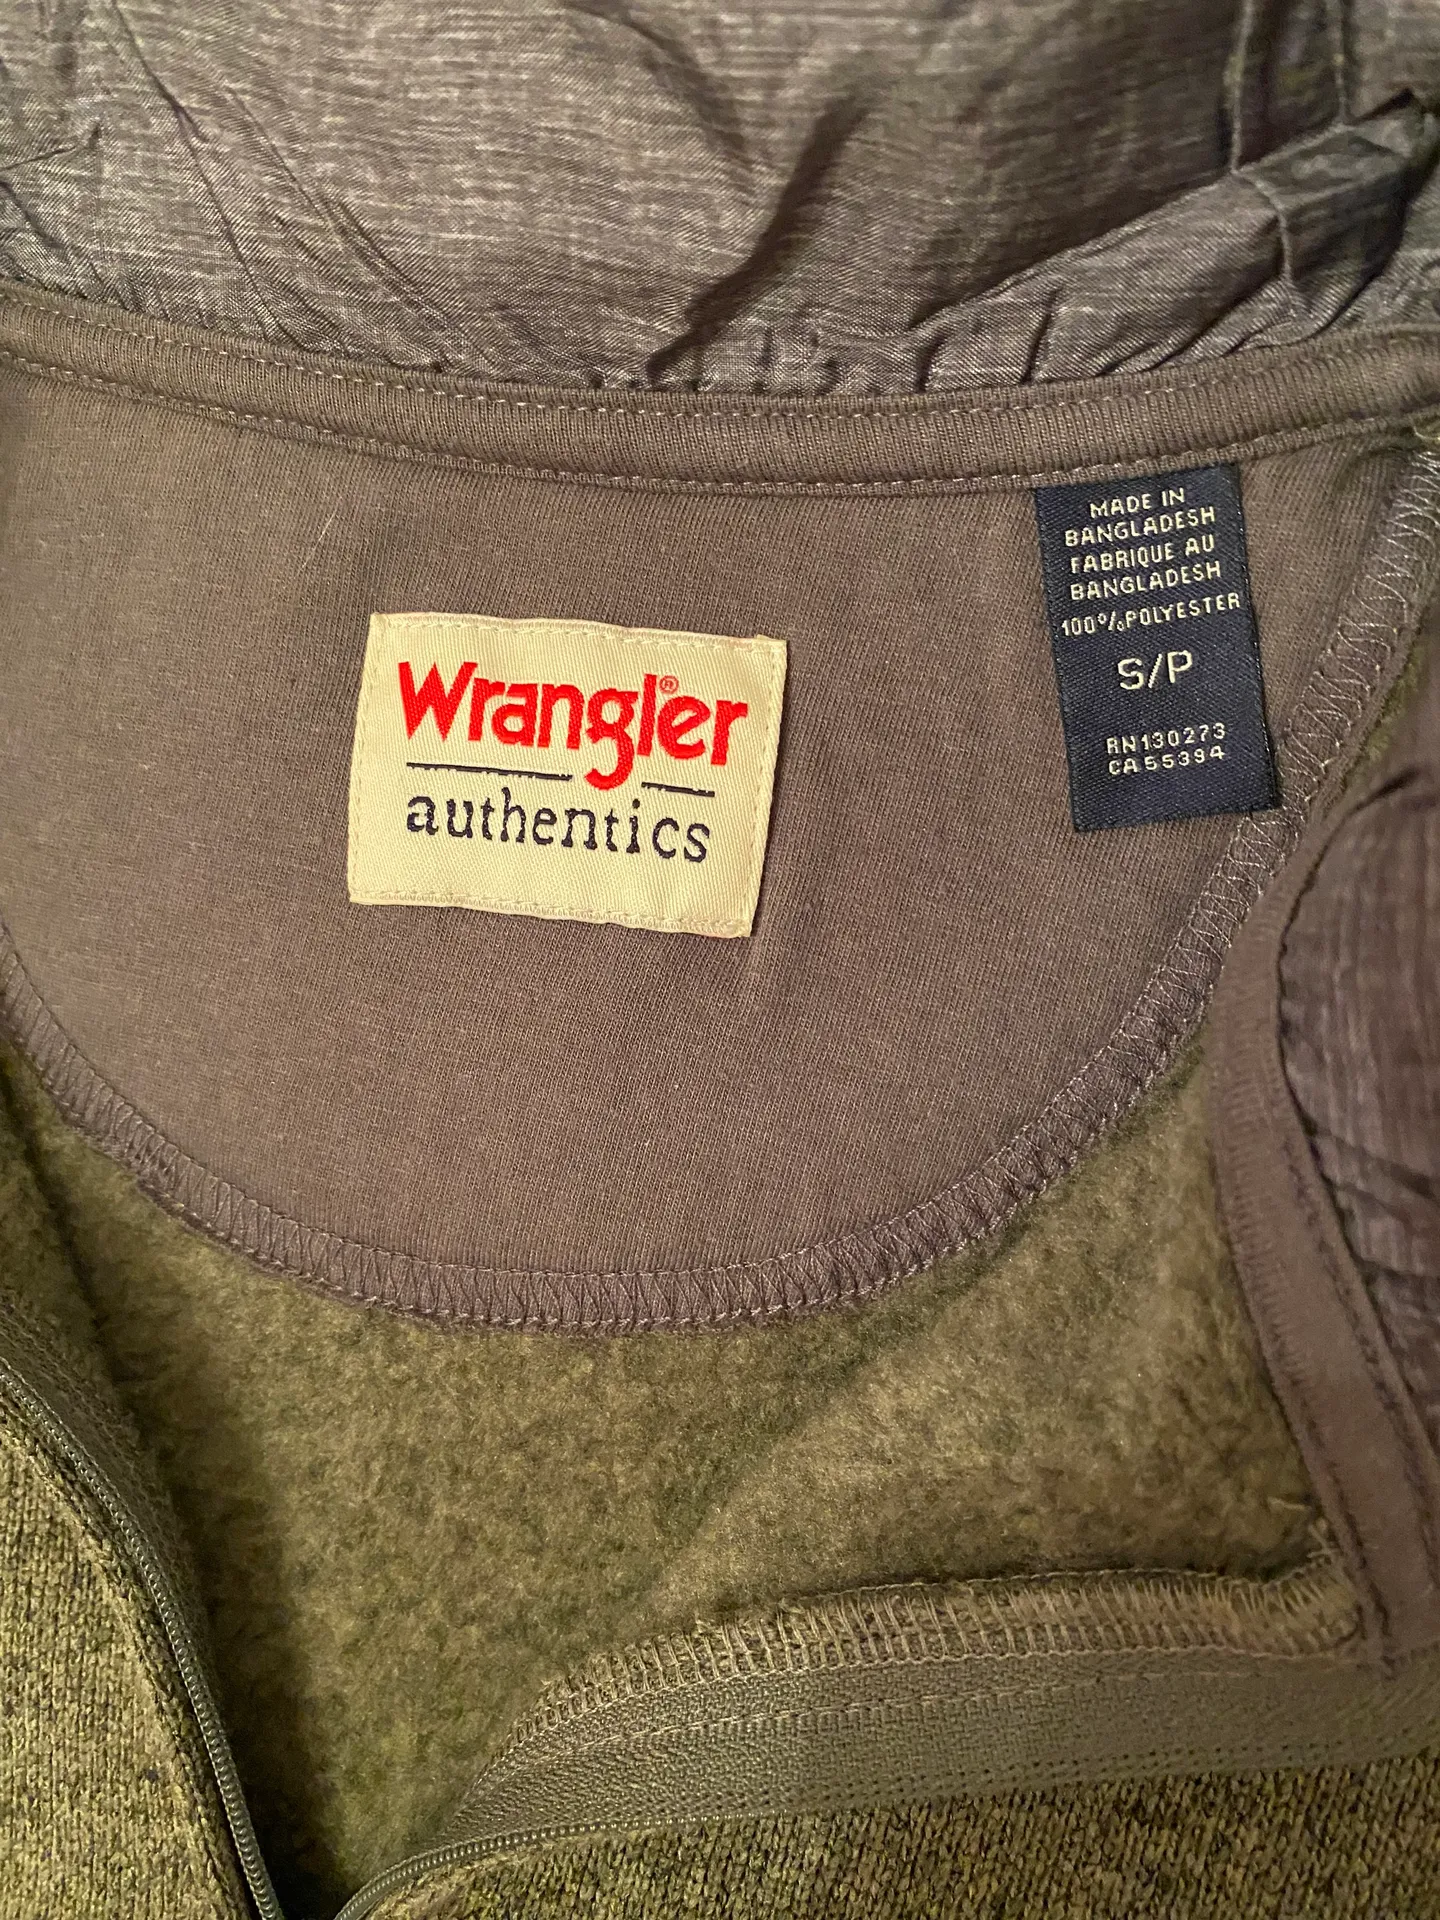 Wrangler®
authentics
MADE IN
BANGLADESH
FABRIQUE AU
BANGLADESH
100%POLYESTER
S/P
RN130273
CA55394